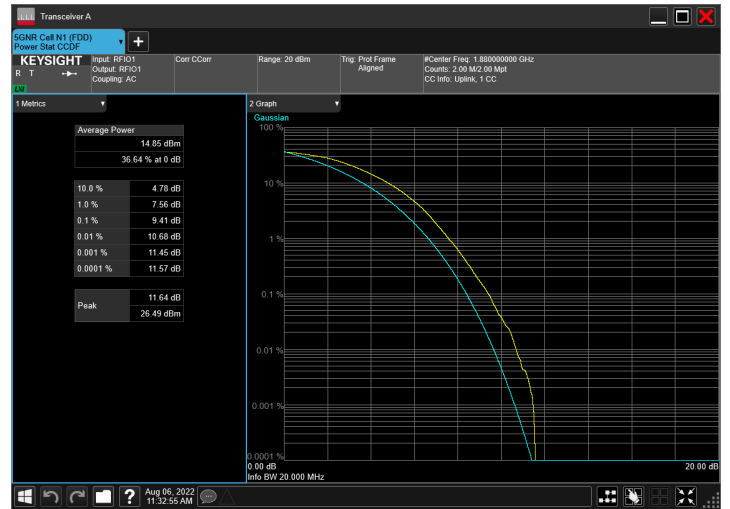 Transceiver A
5GNR Cell N1 (FDD)
Power Stat CCDF
KEYSIGHT
R T
LXI
Input: RFIO1
Output: RFIO1
Coupling: AC
Corr CCorr
Range: 20 dBm
Trig: Prot Frame
Aligned
#Center Freq: 1.880000000 GHz
Counts: 2.00 M/2.00 Mpt
CC Info: Uplink, 1 CC
1 Metrics
Average Power
14.85 dBm
36.64 % at 0 dB
10.0 % 4.78 dB
1.0 % 7.56 dB
0.1 % 9.41 dB
0.01 % 10.68 dB
0.001 % 11.45 dB
0.0001 % 11.57 dB
Peak 11.64 dB
26.49 dBm
2 Graph
Gaussian
100 %
10 %
1 %
0.1 %
0.01 %
0.001 %
0.0001 %
0.00 dB 20.00 dB
Info BW 20.000 MHz
? Aug 06, 2022
11:32:55 AM